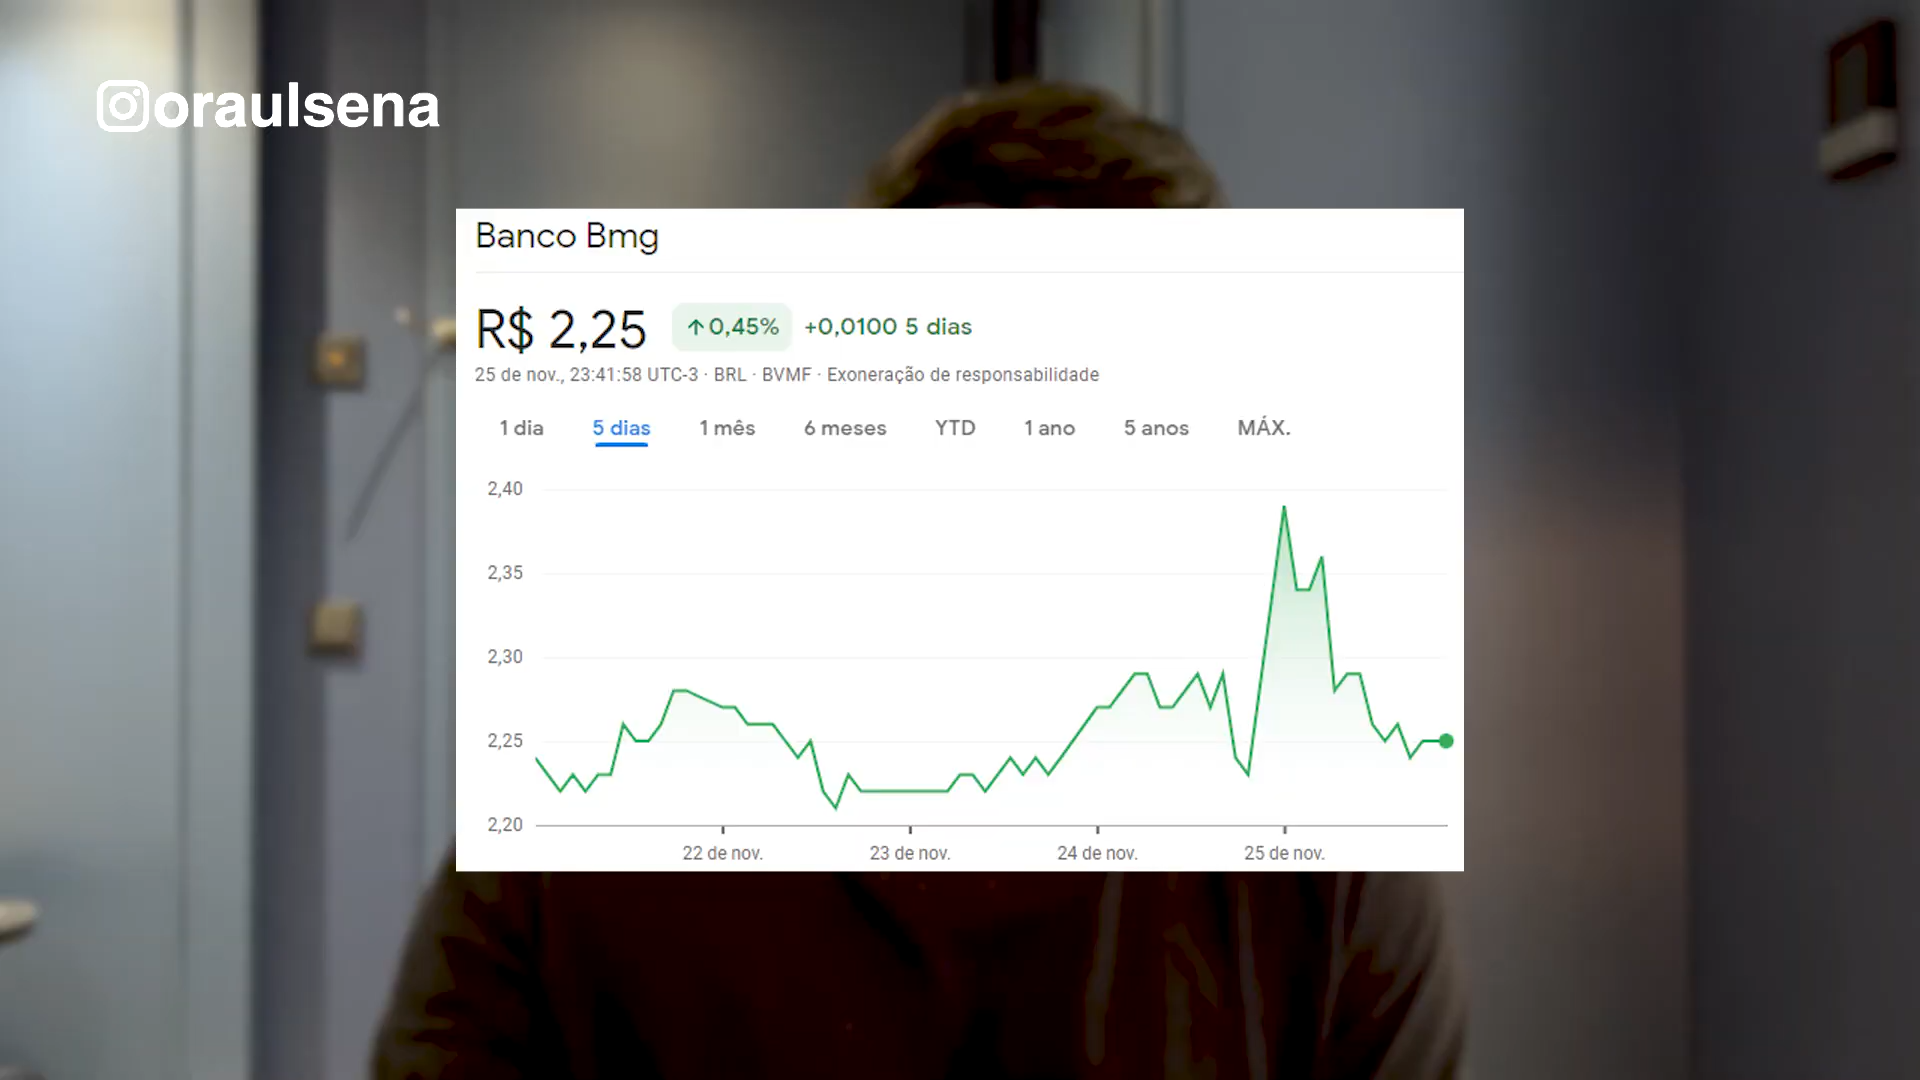 oraulsena
Banco Bmg
R$ 2,25 ↑ 0,45% +0,0100 5 dias
25 de nov., 23:41:58 UTC-3 · BRL · BVMF · Exoneração de responsabilidade
1 dia 5 dias 1 mês 6 meses YTD 1 ano 5 anos MÁX.
2,40
2,35
2,30
2,25
2,20
22 de nov. 23 de nov. 24 de nov. 25 de nov.